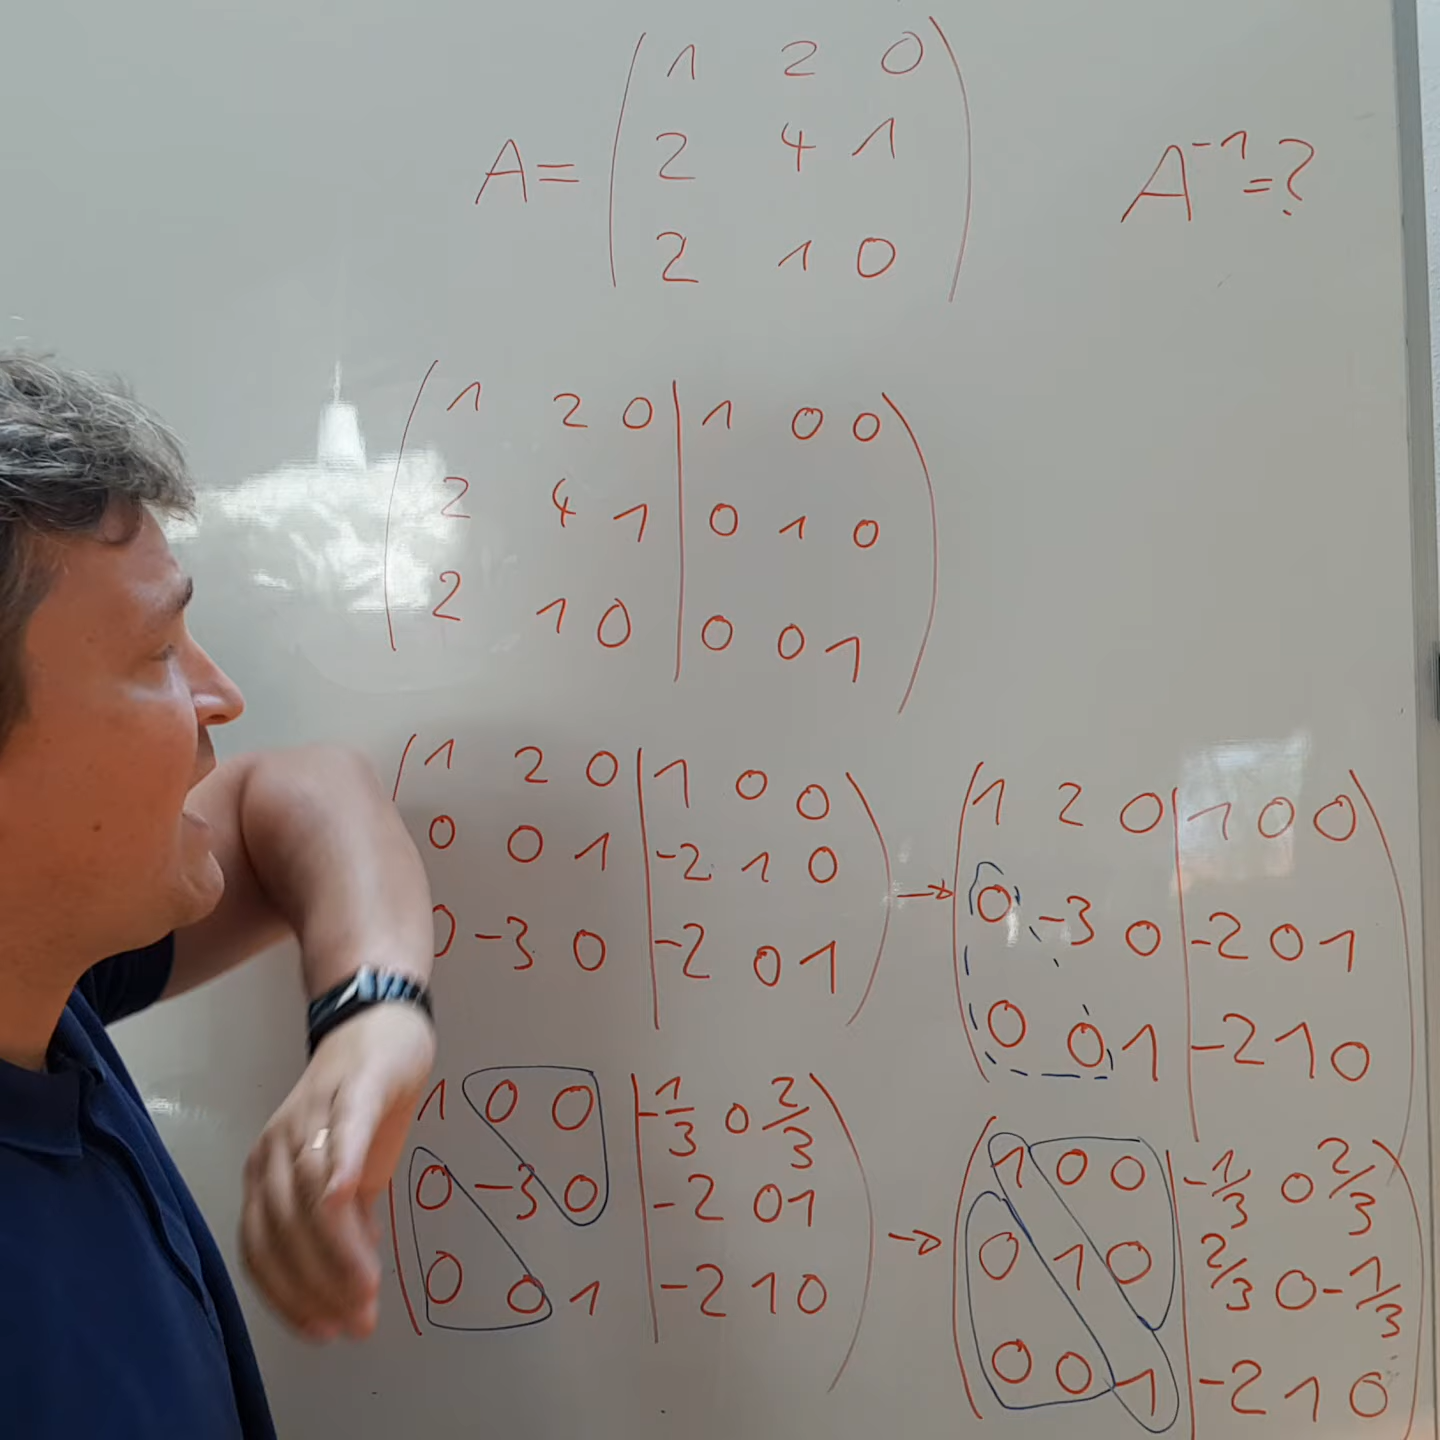 A = ( 1 2 0
2 4 1
2 1 0 )
A⁻¹ = ?
( 1 2 0 | 1 0 0
2 4 1 | 0 1 0
2 1 0 | 0 0 1 )
( 1 2 0 | 1 0 0
0 0 1 | -2 1 0
0 -3 0 | -2 0 1 )
→
( 1 2 0 | 1 0 0
0 -3 0 | -2 0 1
0 0 1 | -2 1 0 )
( 1 0 0 | -1/3 0 2/3
0 -3 0 | -2 0 1
0 0 1 | -2 1 0 )
→
( 1 0 0 | -1/3 0 2/3
0 1 0 | 2/3 0 -1/3
0 0 1 | -2 1 0 )